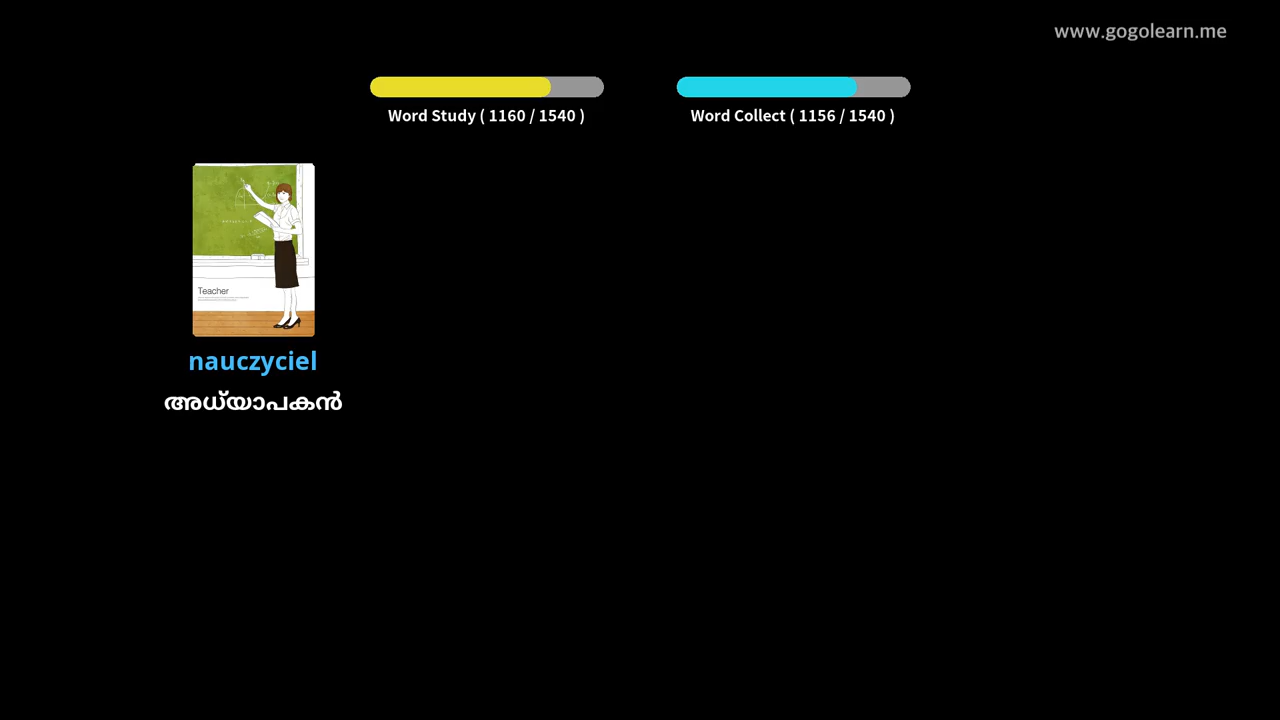 www.gogolearn.me
Word Study ( 1160 / 1540 )
Word Collect ( 1156 / 1540 )
Teacher
nauczyciel
അധ്യാപകൻ